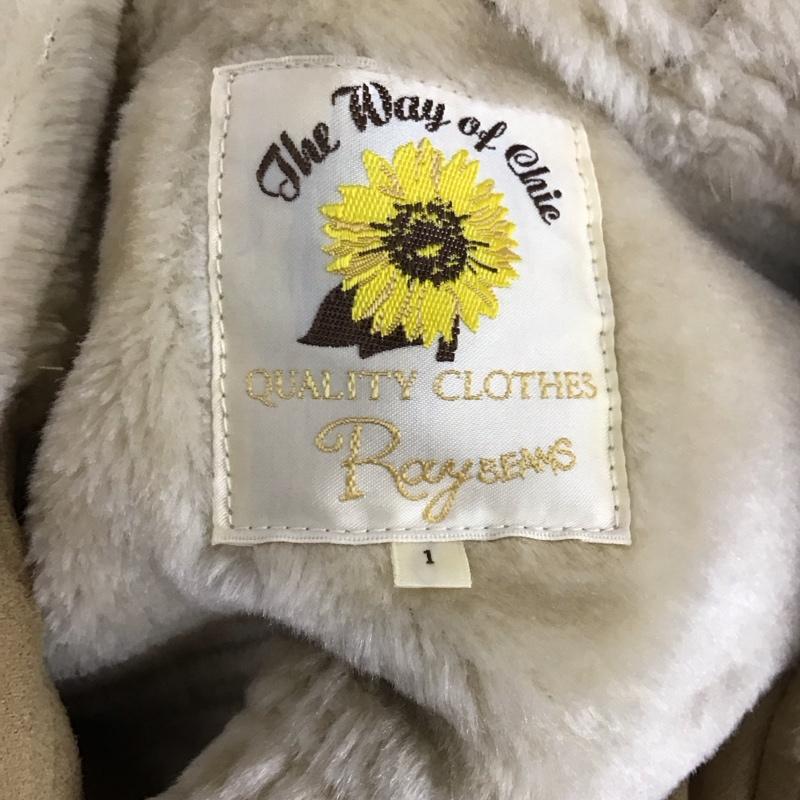 The Way of Chic
QUALITY CLOTHES
Ray BEAMS
1